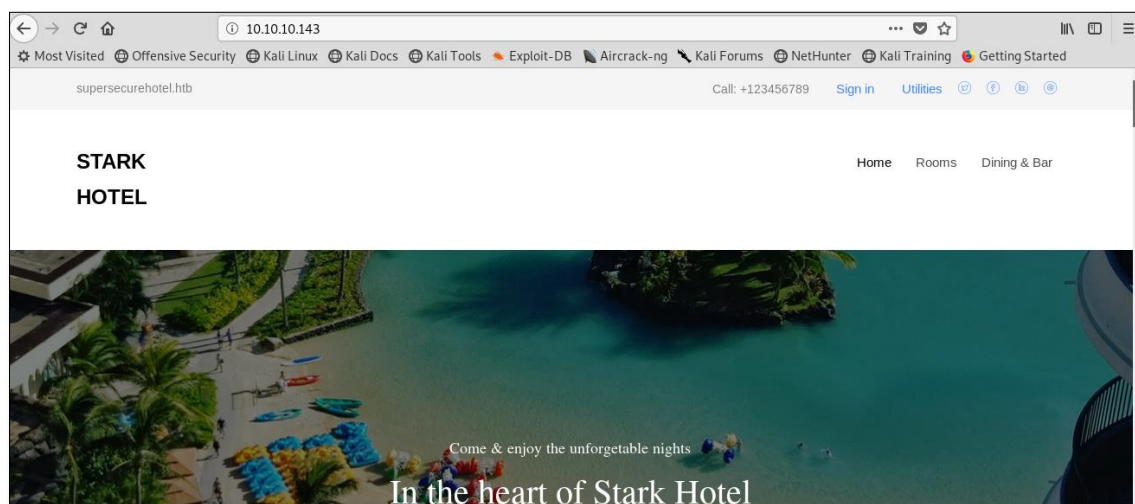 10.10.10.143
Most Visited Offensive Security Kali Linux Kali Docs Kali Tools Exploit-DB Aircrack-ng Kali Forums NetHunter Kali Training Getting Started
supersecurehotel.htb Call: +123456789 Sign in Utilities
STARK
HOTEL
Home Rooms Dining & Bar
Come & enjoy the unforgetable nights
In the heart of Stark Hotel